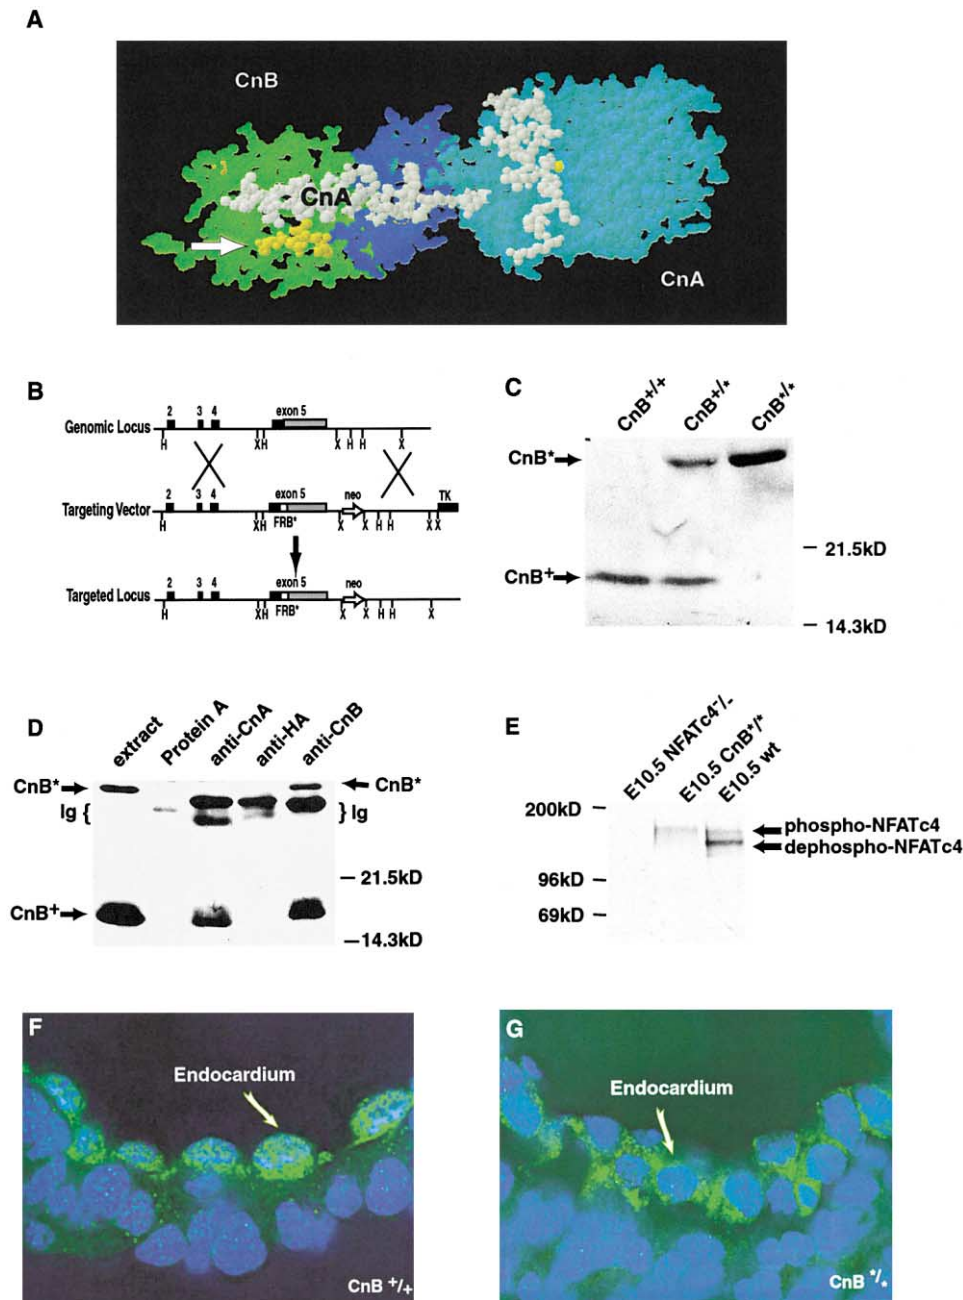 A
CnB
CnA
CnA
B
2 3 4 exon 5
Genomic Locus
H H X H X H H X
2 3 4 exon 5 neo TK
Targeting Vector
H H X H FRB* X X H H X X
2 3 4 exon 5 neo
Targeted Locus
H H X H FRB* X X H H X
C
CnB+/+ CnB+/* CnB*/*
CnB*
21.5kD
CnB+
14.3kD
D
extract Protein A anti-CnA anti-HA anti-CnB
CnB* CnB*
Ig { } Ig
21.5kD
CnB+
14.3kD
E
E10.5 NFATc4-/- E10.5 CnB*/* E10.5 wt
200kD
phospho-NFATc4
dephospho-NFATc4
96kD
69kD
F
Endocardium
CnB +/+
G
Endocardium
CnB */*